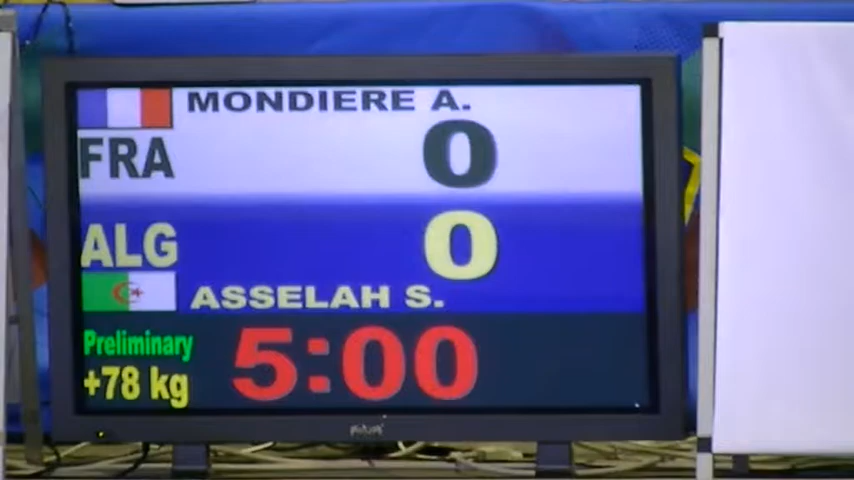 MONDIERE A.
FRA 0
ALG 0
ASSELAH S.
Preliminary
+78 kg 5:00